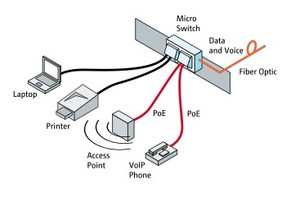 Micro
Switch
Data
and Voice
Fiber Optic
Laptop
Printer
PoE
PoE
Access
Point
VoIP
Phone